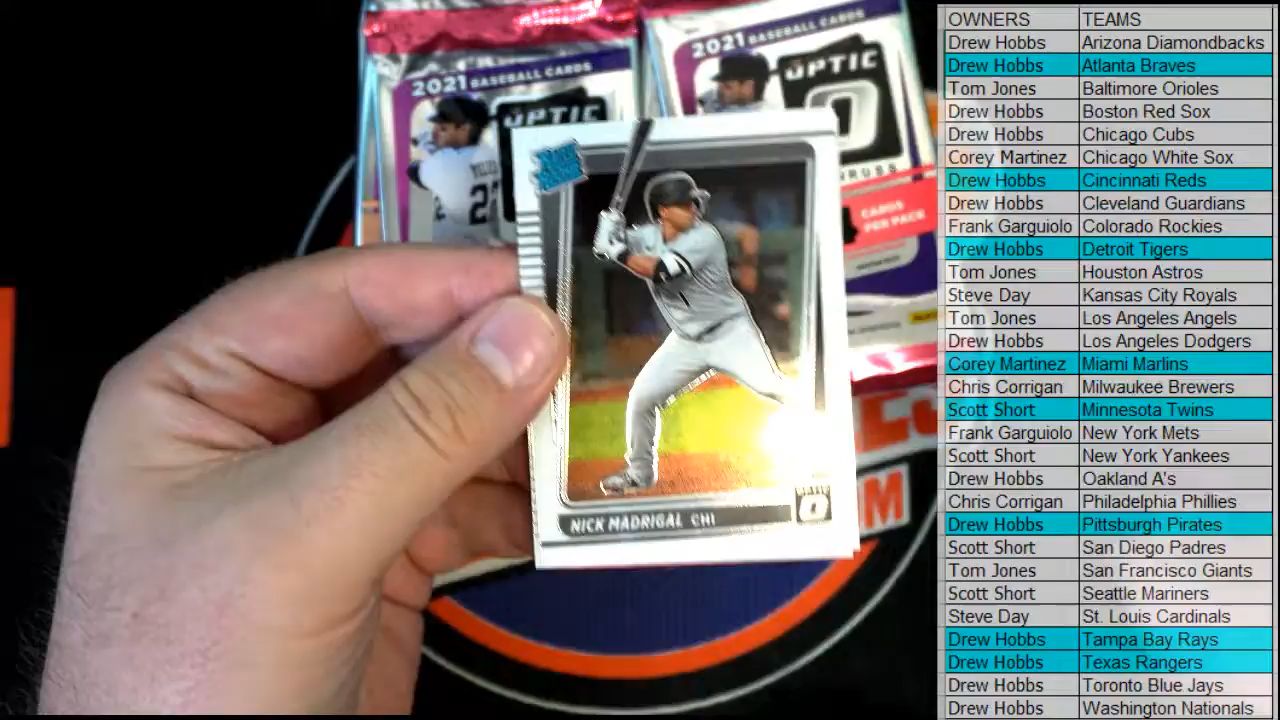 2021 BASEBALL CARDS
OPTIC
2021 BASEBALL CARDS
OPTIC
CARDS
PER PACK
1
NICK MADRIGAL CHI
OWNERS TEAMS
Drew Hobbs Arizona Diamondbacks
Drew Hobbs Atlanta Braves
Tom Jones Baltimore Orioles
Drew Hobbs Boston Red Sox
Drew Hobbs Chicago Cubs
Corey Martinez Chicago White Sox
Drew Hobbs Cincinnati Reds
Drew Hobbs Cleveland Guardians
Frank Garguiolo Colorado Rockies
Drew Hobbs Detroit Tigers
Tom Jones Houston Astros
Steve Day Kansas City Royals
Tom Jones Los Angeles Angels
Drew Hobbs Los Angeles Dodgers
Corey Martinez Miami Marlins
Chris Corrigan Milwaukee Brewers
Scott Short Minnesota Twins
Frank Garguiolo New York Mets
Scott Short New York Yankees
Drew Hobbs Oakland A's
Chris Corrigan Philadelphia Phillies
Drew Hobbs Pittsburgh Pirates
Scott Short San Diego Padres
Tom Jones San Francisco Giants
Scott Short Seattle Mariners
Steve Day St. Louis Cardinals
Drew Hobbs Tampa Bay Rays
Drew Hobbs Texas Rangers
Drew Hobbs Toronto Blue Jays
Drew Hobbs Washington Nationals